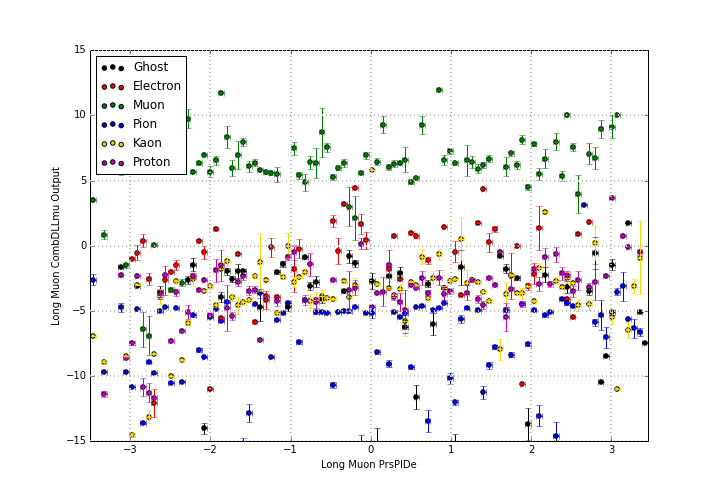 15
10
5
0
−5
−10
−15
−3
−2
−1
0
1
2
3
Ghost
Electron
Muon
Pion
Kaon
Proton
Long Muon CombDLLmu Output
Long Muon PrsPIDe